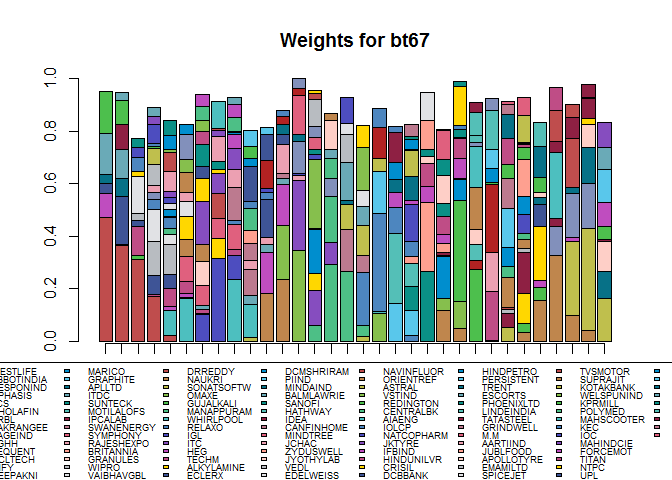 Weights for bt67
1.0
0.8
0.6
0.4
0.2
0.0
ESTLIFE MARICO DRREDDY DCMSHRIRAM NAVINFLUOR HINDPETRO TVSMOTOR
BBOTINDIA GRAPHITE NAUKRI PIIND ORIENTREF PERSISTENT SUPRAJIT
ESPONIND APLLTD SONATSOFTW MINDAIND ASTRAL TRENT KOTAKBANK
PHASIS ITDC OMAXE BALMLAWRIE VSTIND ESCORTS WELSPUNIND
CS SUNTECK GUJALKALI SANOFI REDINGTON PHOENIXLTD KPRMILL
HOLAFIN MOTILALOFS MANAPPURAM HATHWAY CENTRALBK LINDEINDIA POLYMED
RBL IPCALAB WHIRLPOOL IDEA AIAENG TATASTEEL MAHSCOOTER
AKRANGEE SWANENERGY RELAXO CANFINHOME IOLCP GRINDWELL KEC
AGEIND SYMPHONY IGL MINDTREE NATCOPHARM M.M IOC
GHH RAJESHEXPO ITC JCHAC JKTYRE AARTIIND MAHINDCIE
EQUENT BRITANNIA HEG ZYDUSWELL IFBIND JUBLFOOD FORCEMOT
CLTECH GRANULES TECHM JYOTHYLAB HINDUNILVR APOLLOTYRE TITAN
IFY WIPRO ALKYLAMINE VEDL CRISIL EMAMILTD NTPC
EEPAKNI VAIBHAVGBL ECLERX EDELWEISS DCBBANK SPICEJET UPL